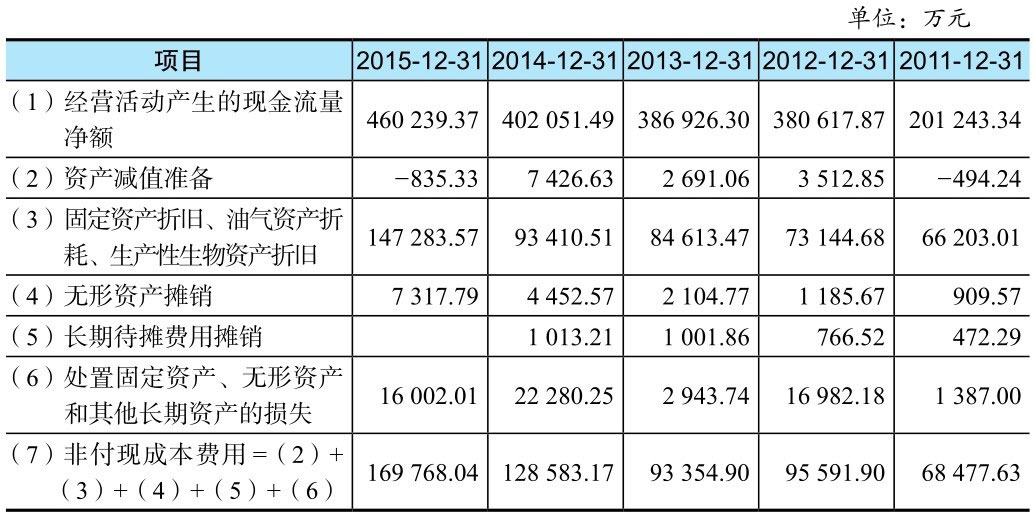 单位：万元
项目 2015-12-31 2014-12-31 2013-12-31 2012-12-31 2011-12-31
（1）经营活动产生的现金流量
净额 460 239.37 402 051.49 386 926.30 380 617.87 201 243.34
（2）资产减值准备 −835.33 7 426.63 2 691.06 3 512.85 −494.24
（3）固定资产折旧、油气资产折
耗、生产性生物资产折旧 147 283.57 93 410.51 84 613.47 73 144.68 66 203.01
（4）无形资产摊销 7 317.79 4 452.57 2 104.77 1 185.67 909.57
（5）长期待摊费用摊销 1 013.21 1 001.86 766.52 472.29
（6）处置固定资产、无形资产
和其他长期资产的损失 16 002.01 22 280.25 2 943.74 16 982.18 1 387.00
（7）非付现成本费用=（2）+
（3）+（4）+（5）+（6） 169 768.04 128 583.17 93 354.90 95 591.90 68 477.63